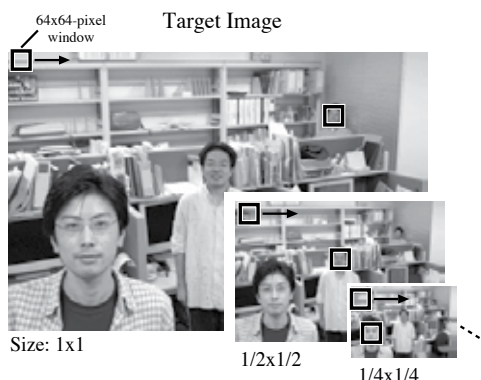 64x64-pixel
window
Target Image
Size: 1x1
1/2x1/2
1/4x1/4